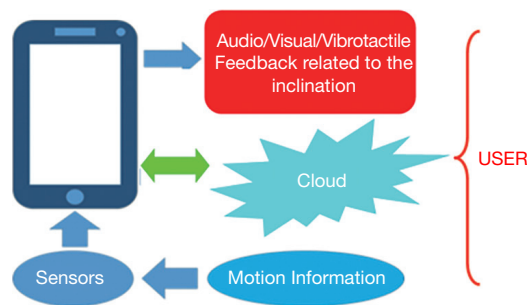 Audio/Visual/Vibrotactile
Feedback related to the
inclination
USER
Cloud
Sensors
Motion Information